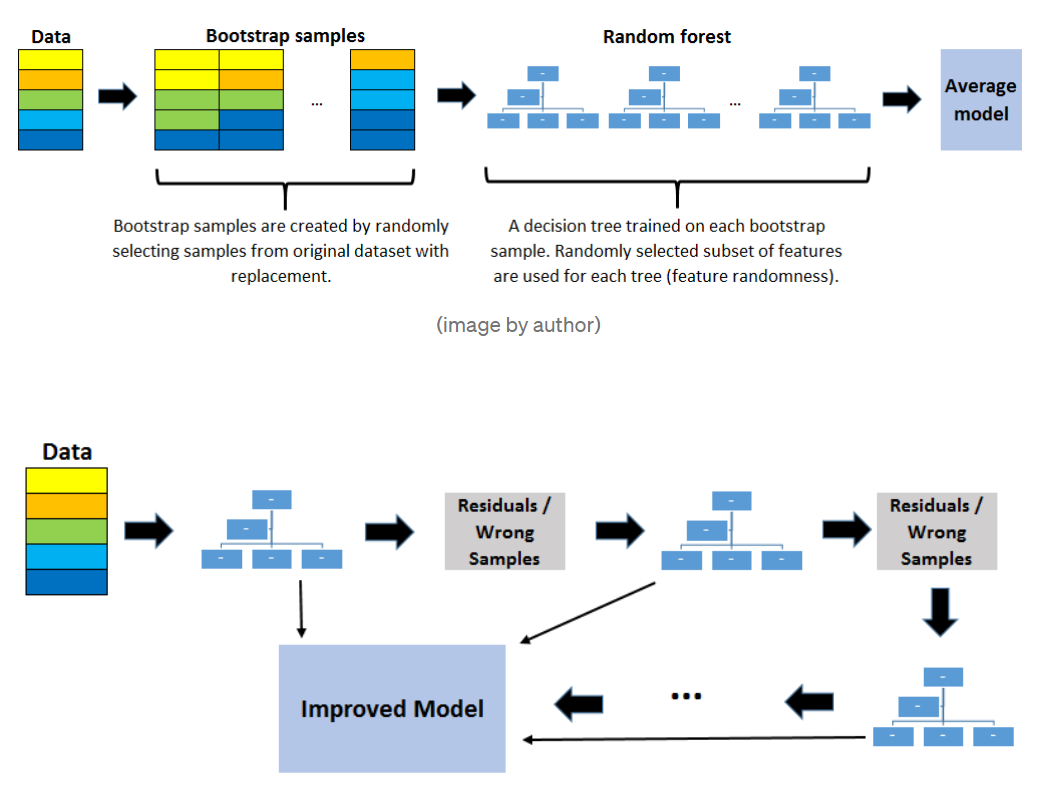 Data
Bootstrap samples
Random forest
...
...
Average
model
Bootstrap samples are created by randomly
selecting samples from original dataset with
replacement.
A decision tree trained on each bootstrap
sample. Randomly selected subset of features
are used for each tree (feature randomness).
(image by author)
Data
Residuals /
Wrong
Samples
Residuals /
Wrong
Samples
Improved Model
...